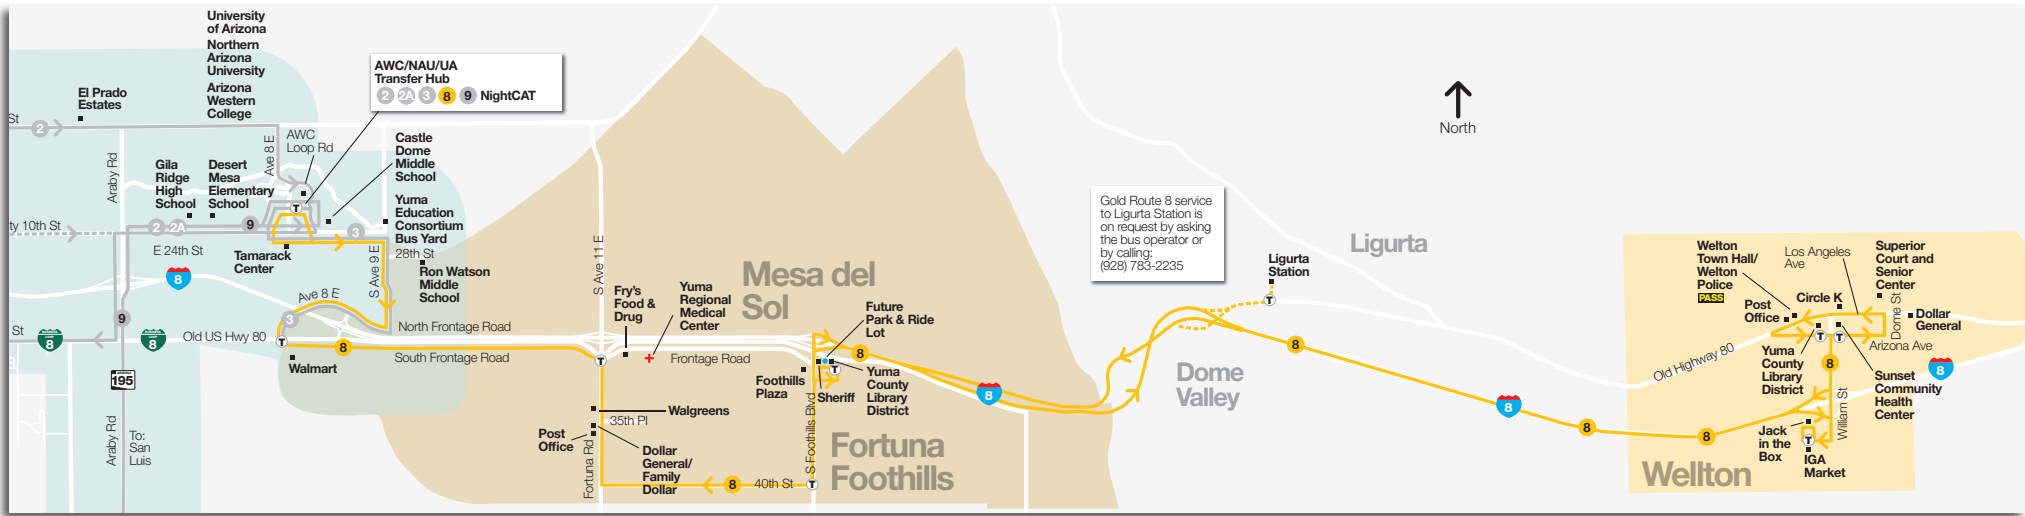 University
of Arizona
Northern
Arizona
University
Arizona
Western
College
El Prado
Estates
St
2
AWC/NAU/UA
Transfer Hub
2 2A 3 8 9 NightCAT
Araby Rd
Ave 8 E
AWC
Loop Rd
Castle
Dome
Middle
School
Gila
Ridge
High
School
Desert
Mesa
Elementary
School
T
Yuma
Education
Consortium
Bus Yard
28th St
ty 10th St
2 2A
9
3
E 24th St
Tamarack
Center
S Ave 9 E
Ron Watson
Middle
School
8
Ave 8 E
3
North Frontage Road
St
8
9
8
Old US Hwy 80
T
8
South Frontage Road
Walmart
195
Araby Rd
To:
San
Luis
S Ave 11 E
Fry's
Food &
Drug
Yuma
Regional
Medical
Center
Mesa del
Sol
T
Frontage Road
Future
Park & Ride
Lot
8
Foothills
Plaza
T
Sheriff
Yuma
County
Library
District
Walgreens
35th Pl
Post
Office
Dollar
General/
Family
Dollar
Fortuna Rd
S Foothills Blvd
Fortuna
Foothills
8
40th St
T
8
Gold Route 8 service
to Ligurta Station is
on request by asking
the bus operator or
by calling:
(928) 783-2235
Dome
Valley
Ligurta
Station
T
Ligurta
8
North
8
8
8
Welton
Town Hall/
Welton
Police
PASS
Los Angeles
Ave
Superior
Court and
Senior
Center
Post
Office
Circle K
Dome St
Dollar
General
T
T
Arizona Ave
Old Highway 80
Yuma
County
Library
District
8
Sunset
Community
Health
Center
8
William St
Jack
in the
Box
T
IGA
Market
Wellton